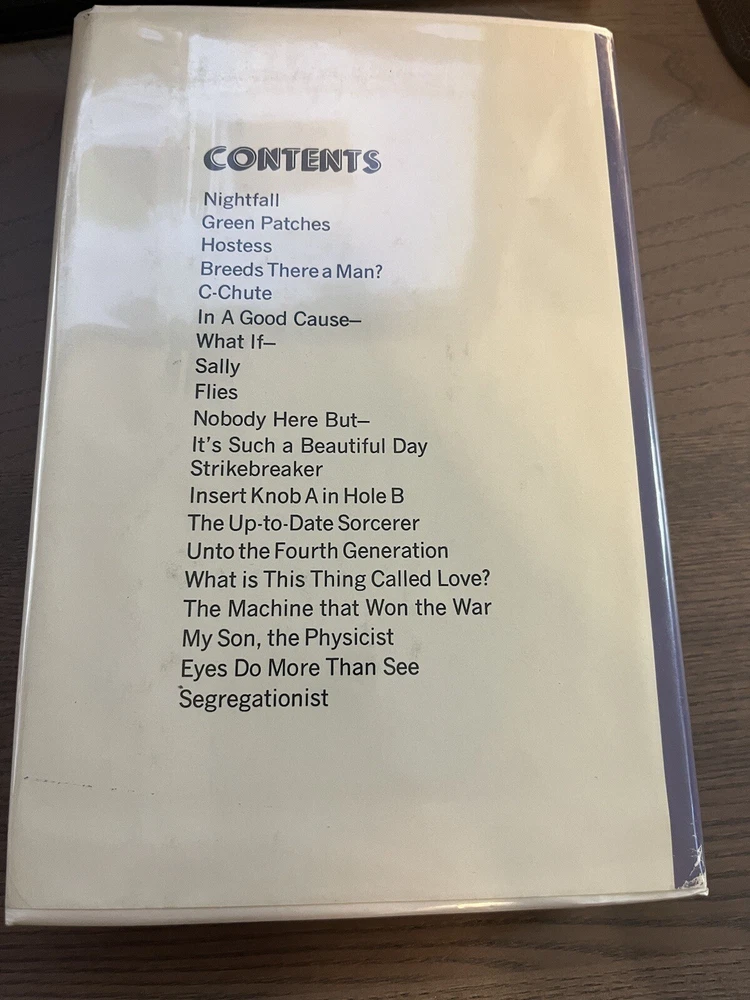 CONTENTS
Nightfall
Green Patches
Hostess
Breeds There a Man?
C-Chute
In A Good Cause—
What If—
Sally
Flies
Nobody Here But—
It's Such a Beautiful Day
Strikebreaker
Insert Knob A in Hole B
The Up-to-Date Sorcerer
Unto the Fourth Generation
What is This Thing Called Love?
The Machine that Won the War
My Son, the Physicist
Eyes Do More Than See
Segregationist